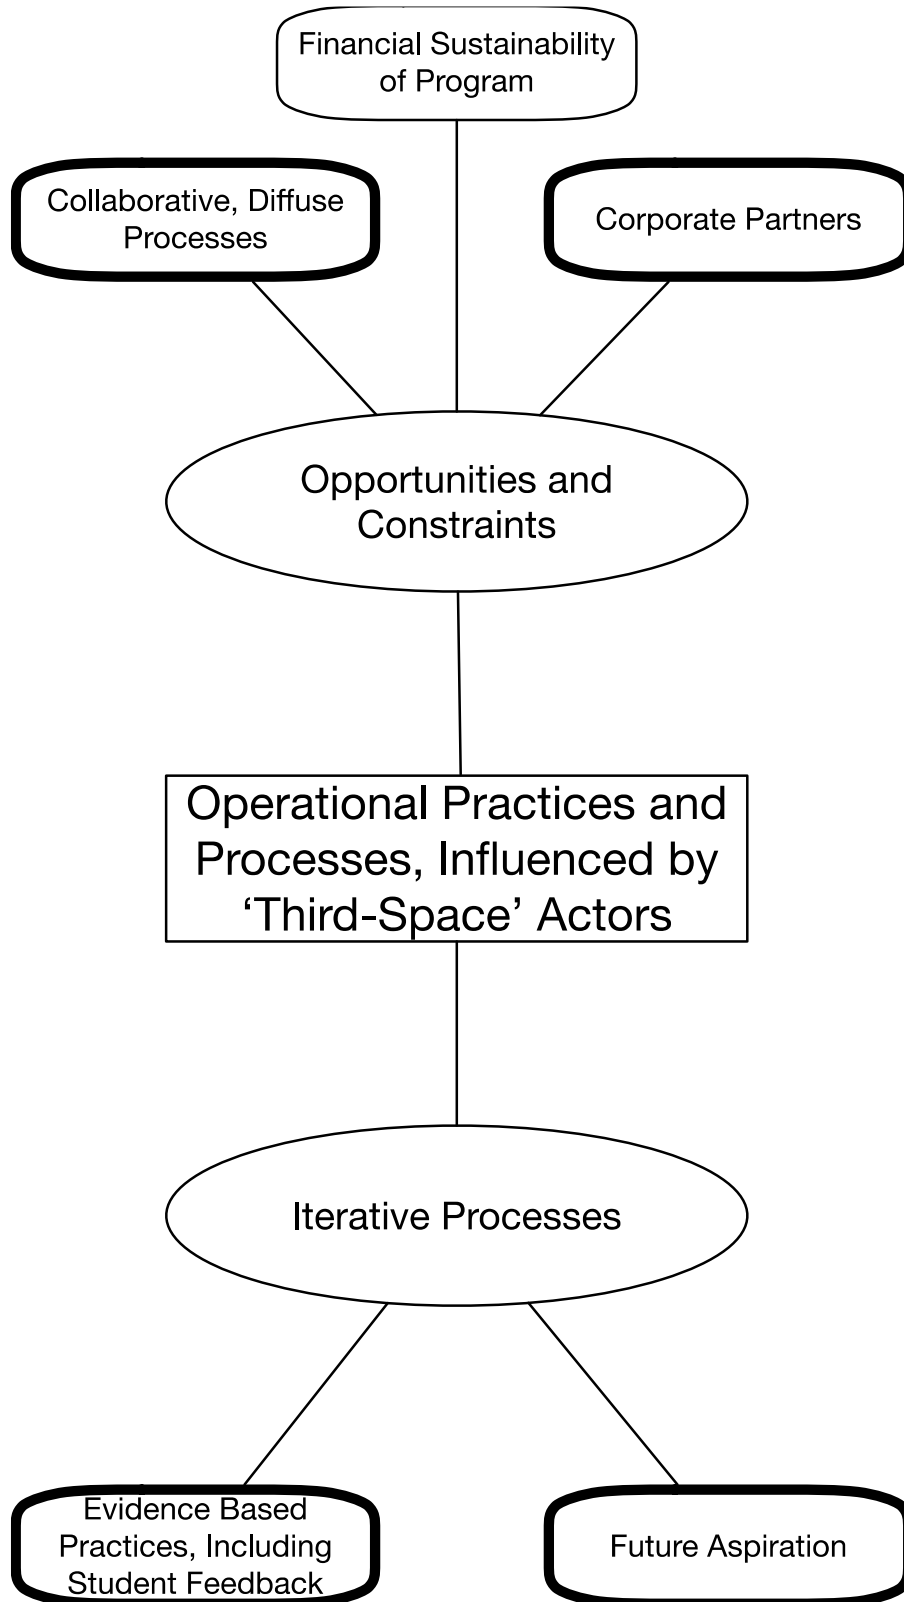 Financial Sustainability
of Program
Collaborative, Diffuse
Processes
Corporate Partners
Opportunities and
Constraints
Operational Practices and
Processes, Influenced by
‘Third-Space’ Actors
Iterative Processes
Evidence Based
Practices, Including
Student Feedback
Future Aspiration